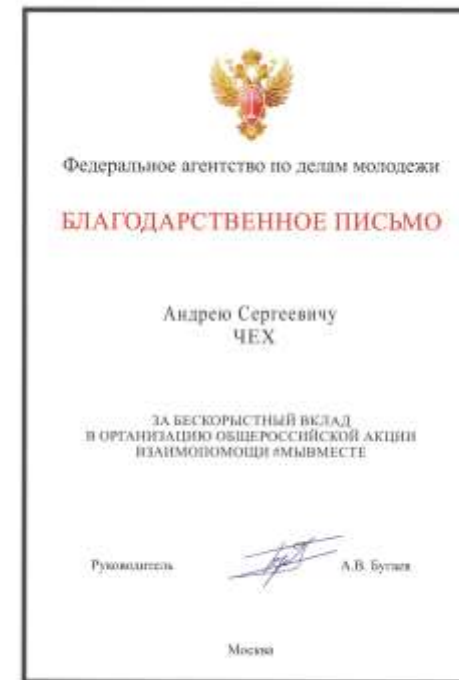 Федеральное агентство по делам молодежи
БЛАГОДАРСТВЕННОЕ ПИСЬМО
Андрею Сергеевичу
ЧЕХ
ЗА БЕСКОРЫСТНЫЙ ВКЛАД
В ОРГАНИЗАЦИЮ ОБЩЕРОССИЙСКОЙ АКЦИИ
ВЗАИМОПОМОЩИ #МЫВМЕСТЕ
Руководитель А.В. Бугаев
Москва